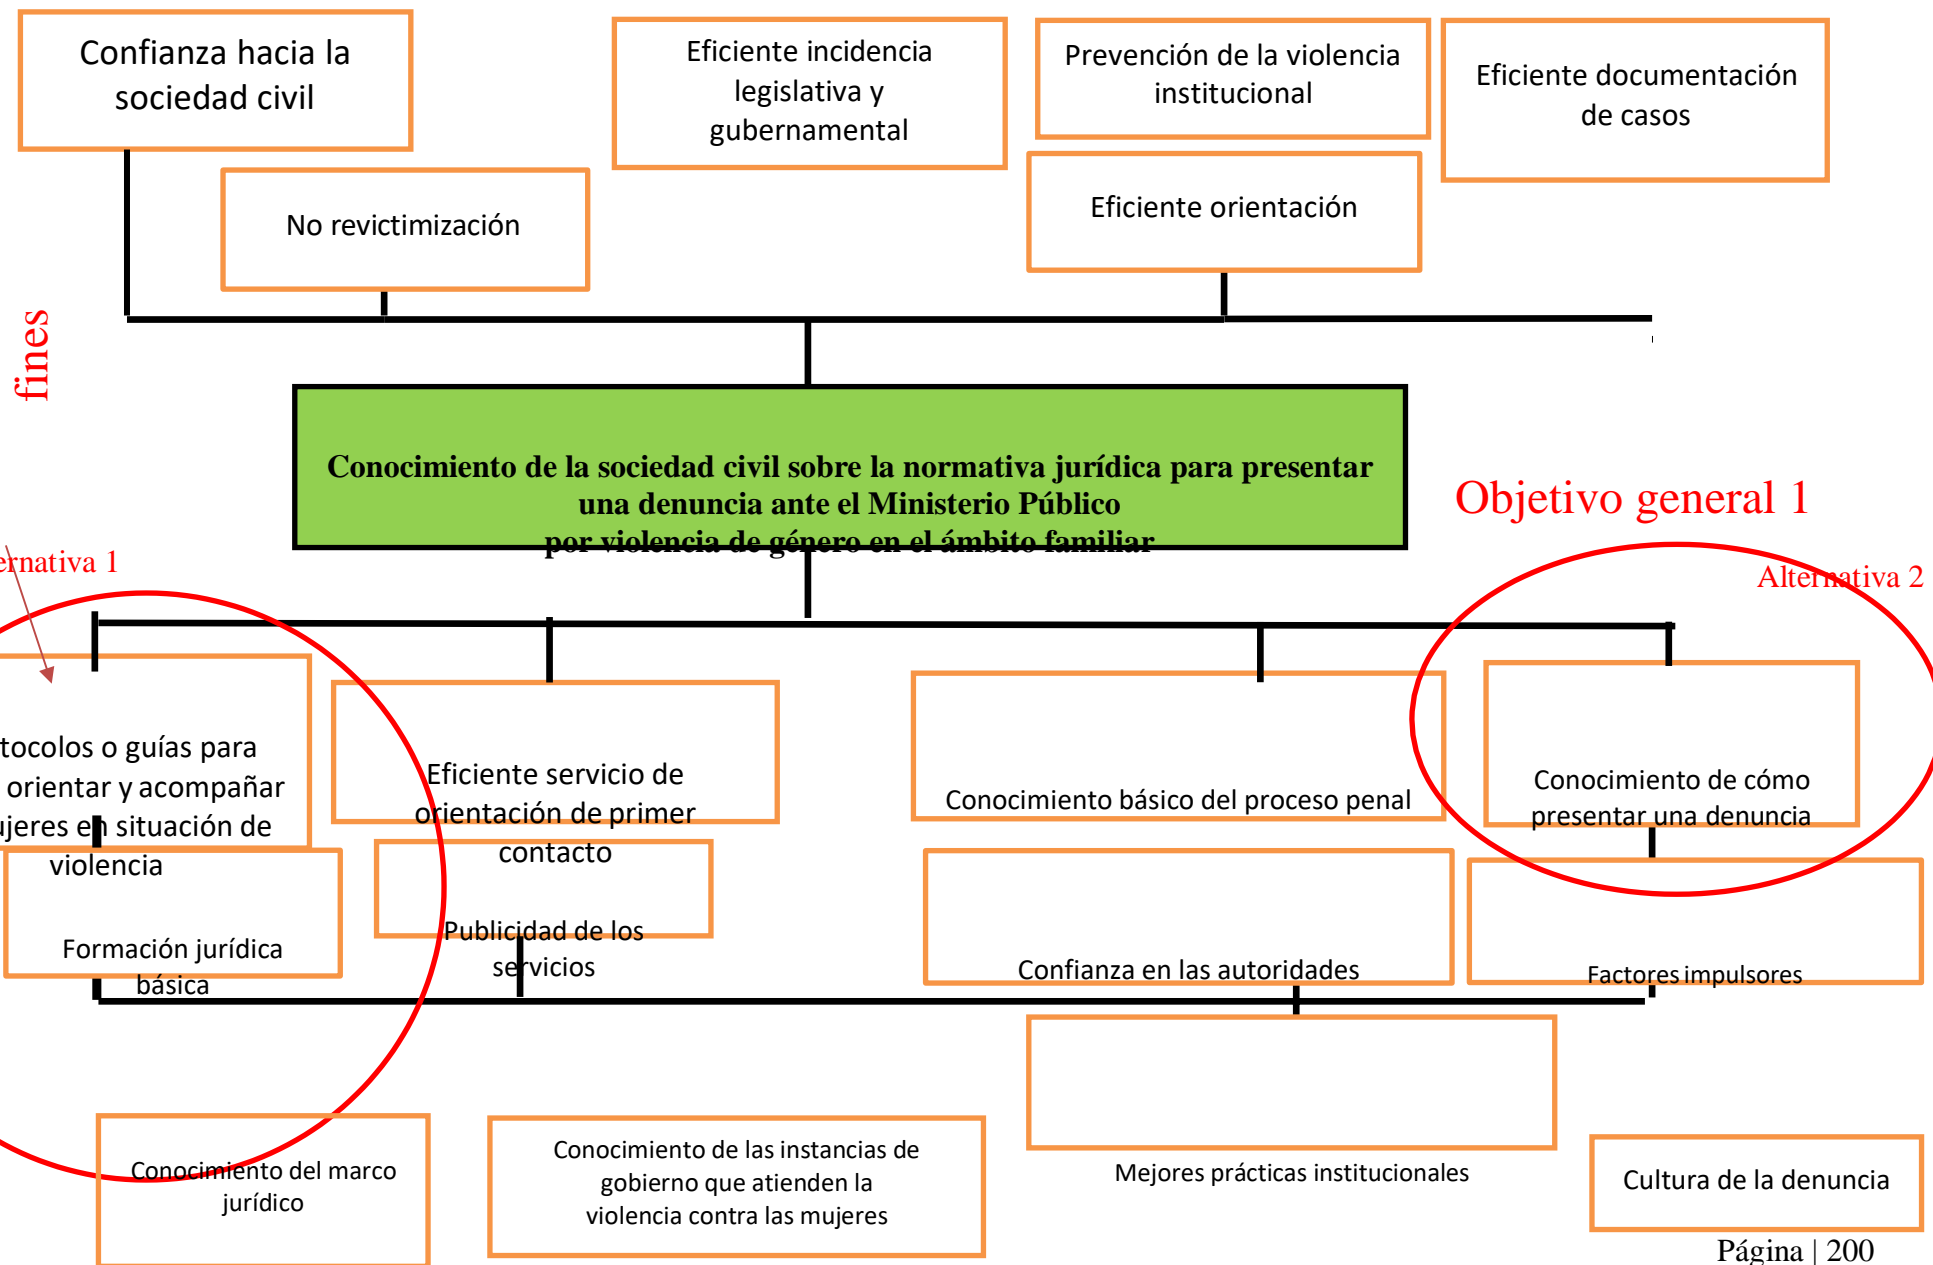 Confianza hacia la
sociedad civil
Eficiente incidencia
legislativa y
gubernamental
Prevención de la violencia
institucional
Eficiente documentación
de casos
No revictimización
Eficiente orientación
fines
Conocimiento de la sociedad civil sobre la normativa jurídica para presentar
una denuncia ante el Ministerio Público
por violencia de género en el ámbito familiar
Objetivo general 1
ernativa 1
Alternativa 2
tocolos o guías para
orientar y acompañar
ujeres en situación de
violencia
Eficiente servicio de
orientación de primer
contacto
Conocimiento básico del proceso penal
Conocimiento de cómo
presentar una denuncia
Formación jurídica
básica
Publicidad de los
servicios
Confianza en las autoridades
Factores impulsores
Conocimiento del marco
jurídico
Conocimiento de las instancias de
gobierno que atienden la
violencia contra las mujeres
Mejores prácticas institucionales
Cultura de la denuncia
Página | 200